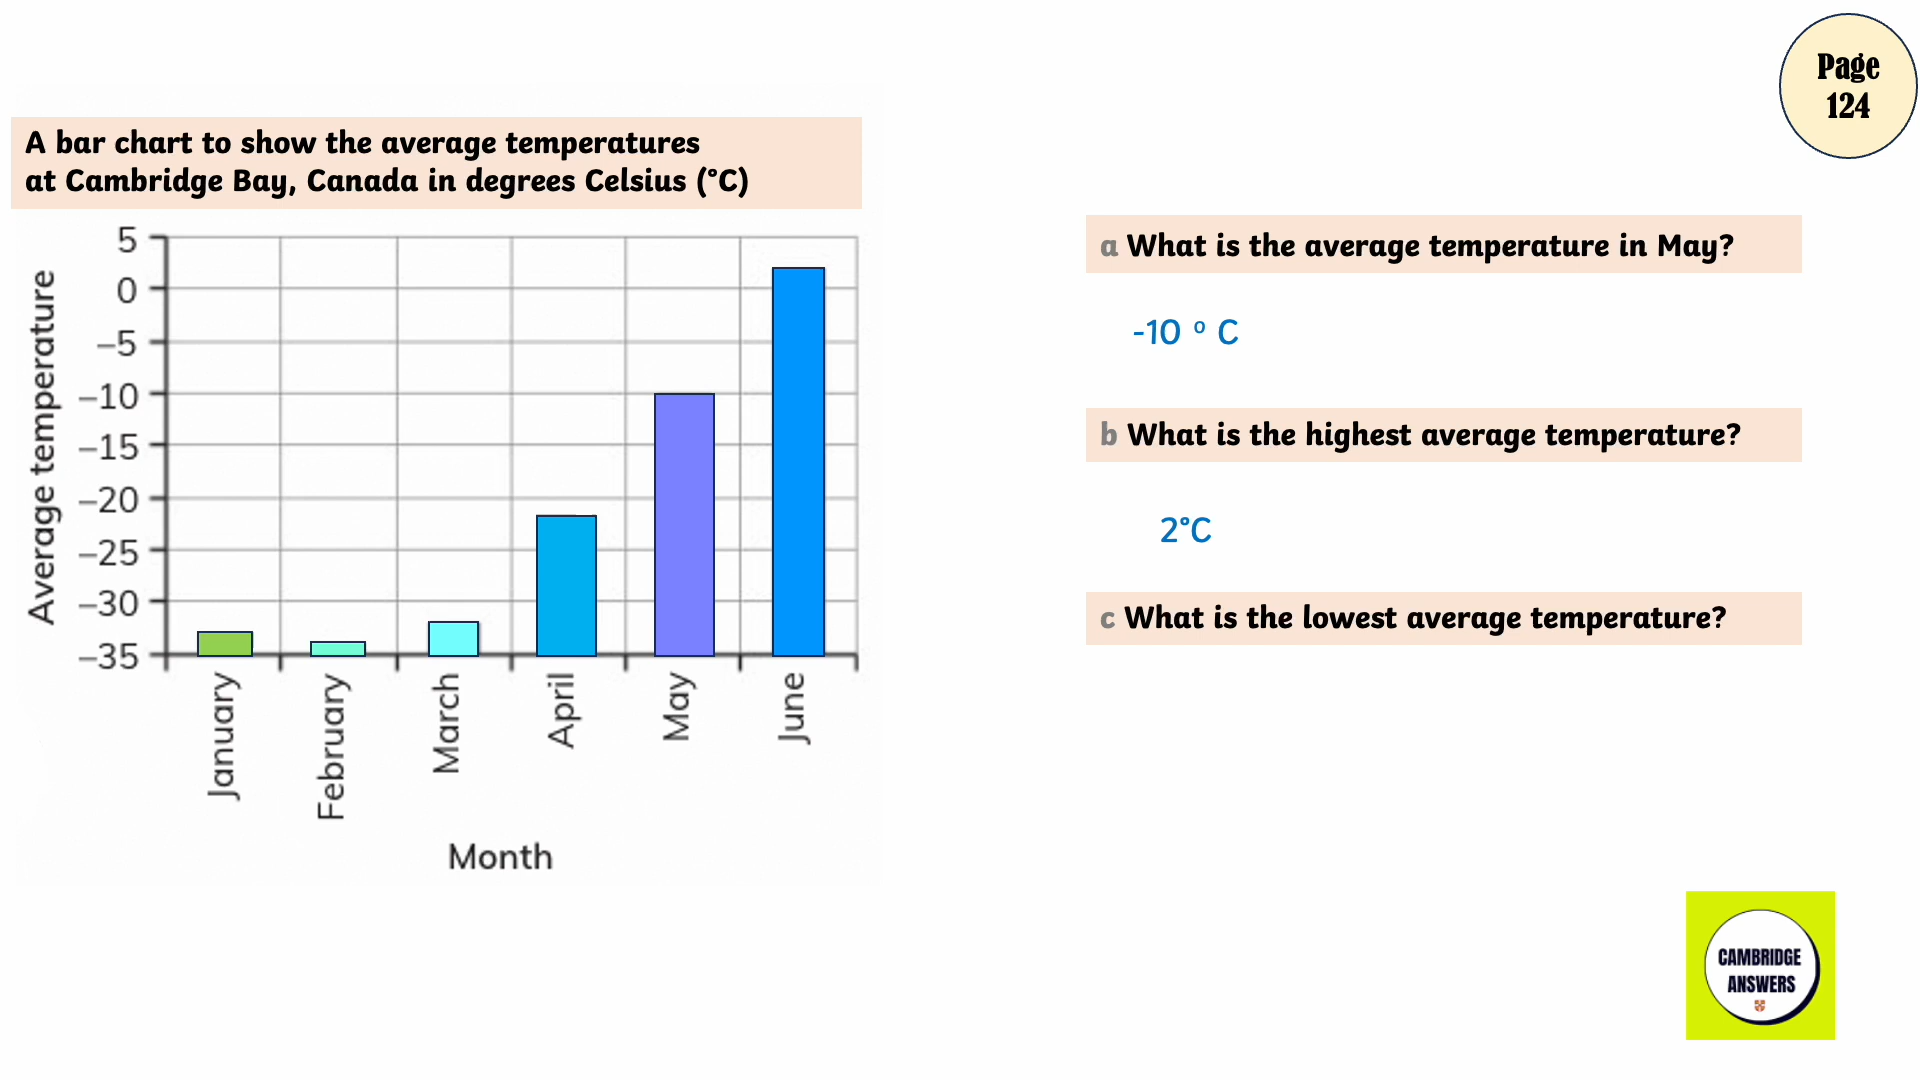 Page
124
A bar chart to show the average temperatures
at Cambridge Bay, Canada in degrees Celsius (°C)
Average temperature
5
0
–5
–10
–15
–20
–25
–30
–35
January
February
March
April
May
June
Month
a What is the average temperature in May?
-10 º C
b What is the highest average temperature?
2°C
c What is the lowest average temperature?
CAMBRIDGE
ANSWERS